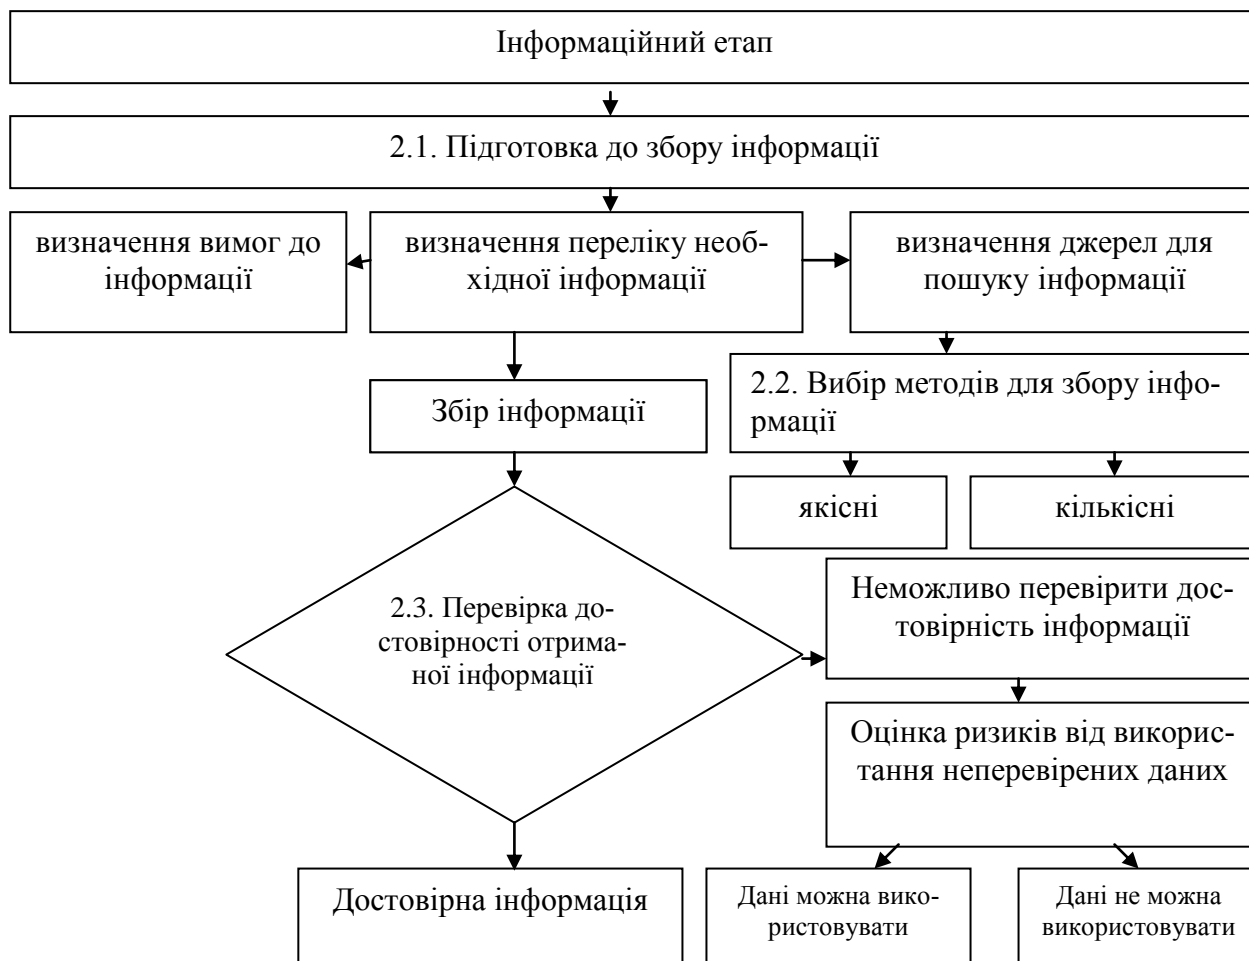 Інформаційний етап
2.1. Підготовка до збору інформації
визначення вимог до
інформації
визначення переліку необ-
хідної інформації
визначення джерел для
пошуку інформації
Збір інформації
2.2. Вибір методів для збору інфо-
рмації
якісні
кількісні
2.3. Перевірка до-
стовірності отрима-
ної інформації
Неможливо перевірити дос-
товірність інформації
Оцінка ризиків від викорис-
тання неперевірених даних
Достовірна інформація
Дані можна вико-
ристовувати
Дані не можна
використовувати